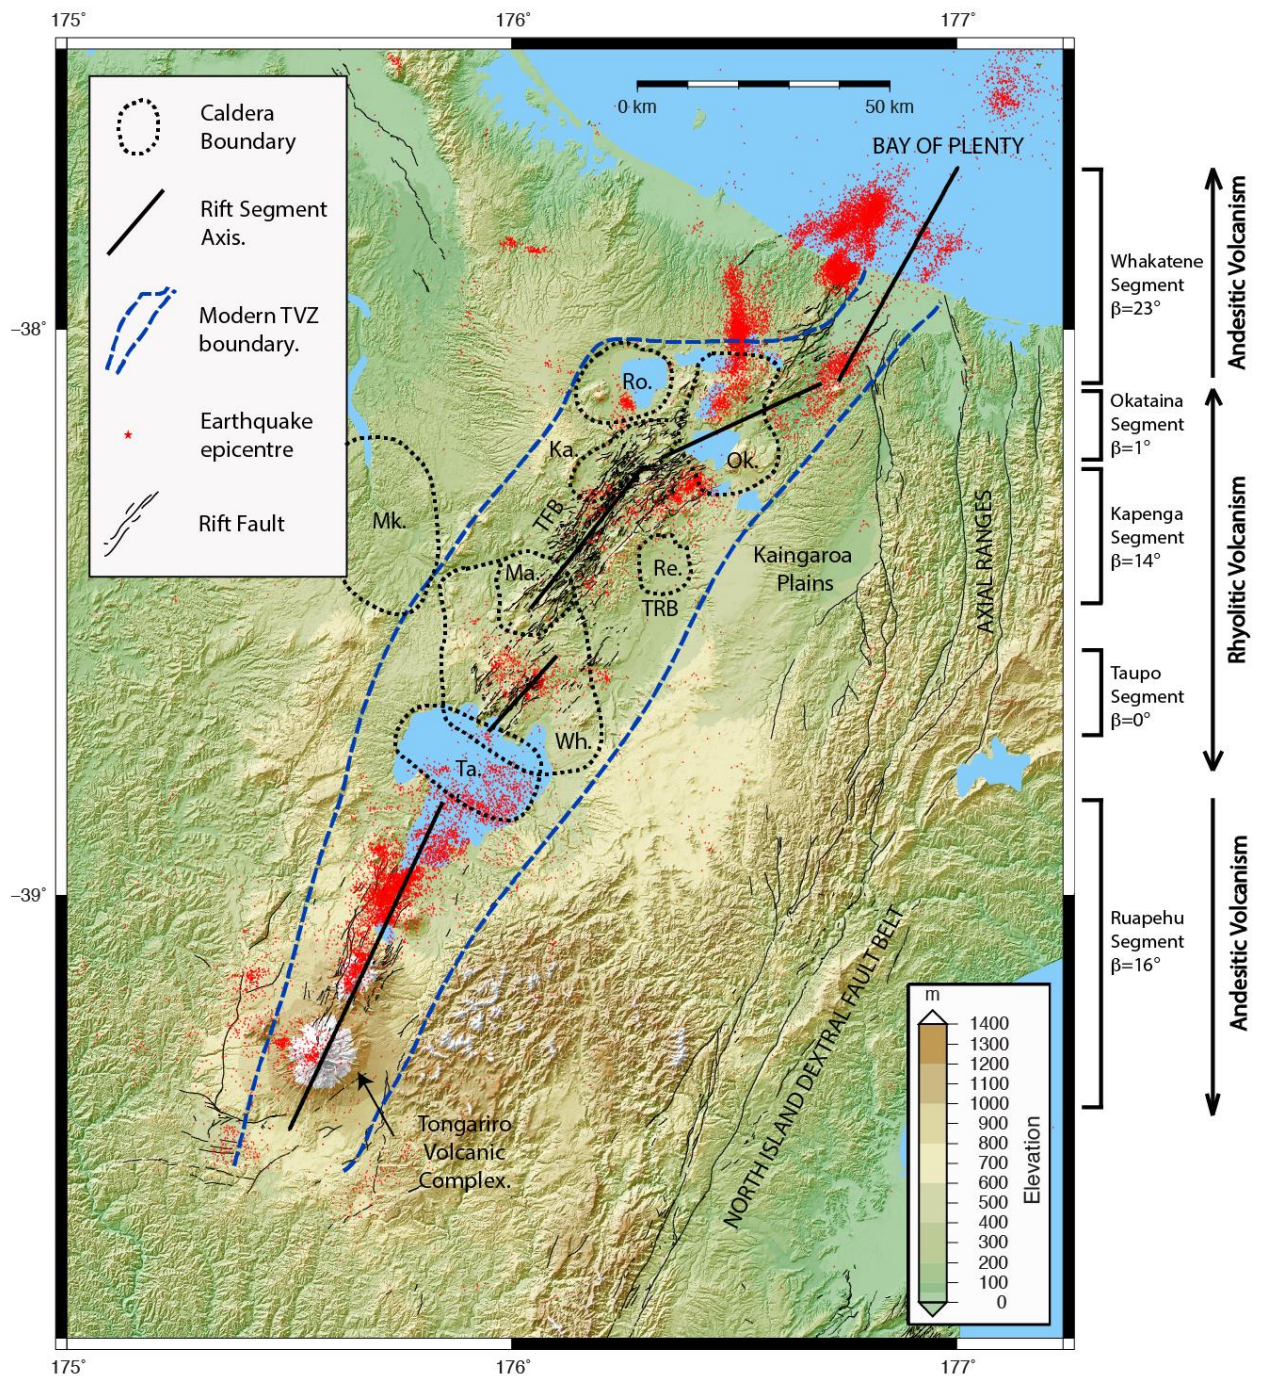 175°
176°
177°
Caldera
Boundary
Rift Segment
Axis.
Modern TVZ
boundary.
Earthquake
epicentre
Rift Fault
0 km
50 km
BAY OF PLENTY
−38°
−39°
Ro.
Ka.
Ok.
Mk.
TFB
Ma.
Re.
TRB
Kaingaroa
Plains
AXIAL RANGES
Wh.
Ta.
NORTH ISLAND DEXTRAL FAULT BELT
Tongariro
Volcanic
Complex.
Whakatene
Segment
β=23°
Okataina
Segment
β=1°
Kapenga
Segment
β=14°
Taupo
Segment
β=0°
Ruapehu
Segment
β=16°
Andesitic Volcanism
Rhyolitic Volcanism
Andesitic Volcanism
m
1400
1300
1200
1100
1000
900
800
700
600
500
400
300
200
100
0
Elevation
175°
176°
177°